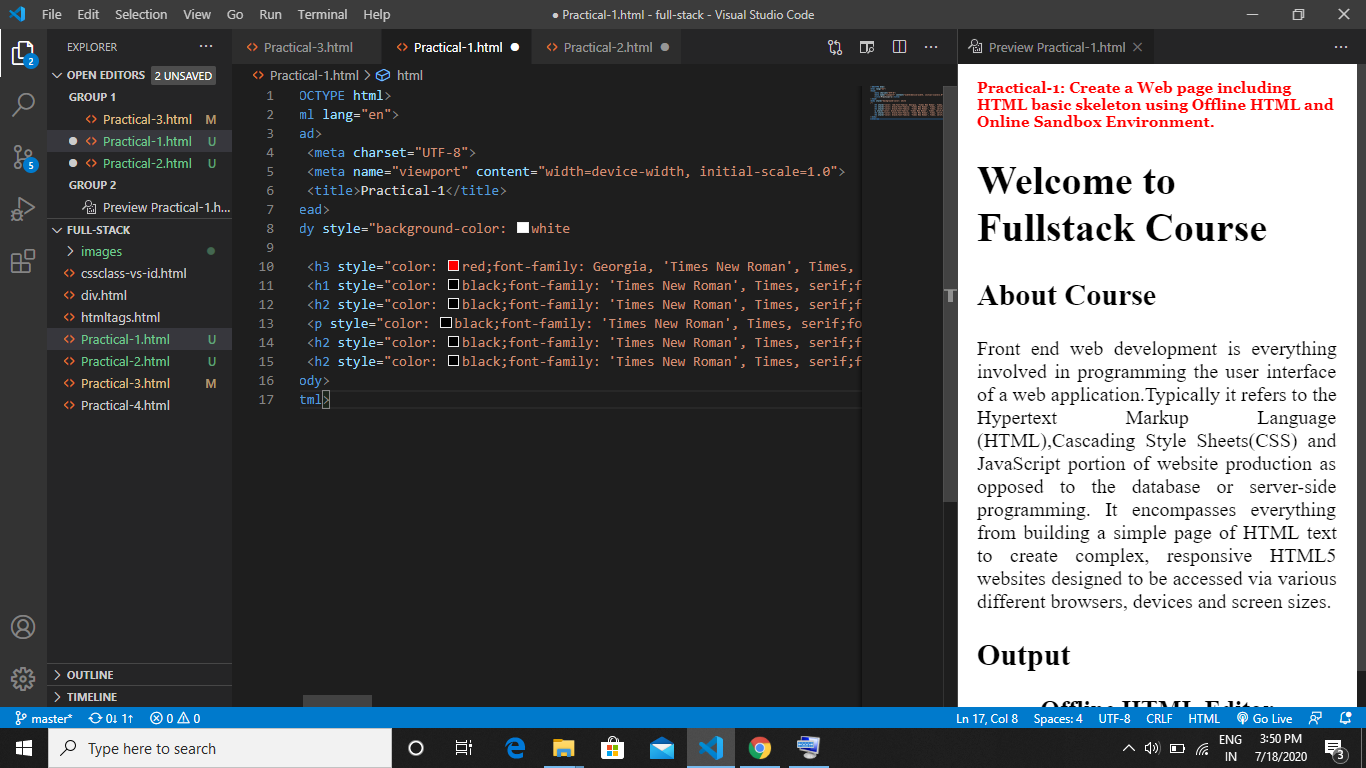 File Edit Selection View Go Run Terminal Help
● Practical-1.html - full-stack - Visual Studio Code
EXPLORER
OPEN EDITORS 2 UNSAVED
GROUP 1
Practical-3.html M
Practical-1.html U
Practical-2.html U
GROUP 2
Preview Practical-1.h...
FULL-STACK
images
cssclass-vs-id.html
div.html
htmltags.html
Practical-1.html U
Practical-2.html U
Practical-3.html M
Practical-4.html
OUTLINE
TIMELINE
2
5
Practical-3.html Practical-1.html Practical-2.html
Practical-1.html > html
1 OCTYPE html>
2 ml lang="en">
3 ad>
4 <meta charset="UTF-8">
5 <meta name="viewport" content="width=device-width, initial-scale=1.0">
6 <title>Practical-1</title>
7 ead>
8 dy style="background-color: white
9
10 <h3 style="color: red;font-family: Georgia, 'Times New Roman', Times,
11 <h1 style="color: black;font-family: 'Times New Roman', Times, serif;f
12 <h2 style="color: black;font-family: 'Times New Roman', Times, serif;f
13 <p style="color: black;font-family: 'Times New Roman', Times, serif;fo
14 <h2 style="color: black;font-family: 'Times New Roman', Times, serif;f
15 <h2 style="color: black;font-family: 'Times New Roman', Times, serif;f
16 ody>
17 tml>
Preview Practical-1.html
Practical-1: Create a Web page including
HTML basic skeleton using Offline HTML and
Online Sandbox Environment.
Welcome to
Fullstack Course
About Course
Front end web development is everything
involved in programming the user interface
of a web application.Typically it refers to the
Hypertext Markup Language
(HTML),Cascading Style Sheets(CSS) and
JavaScript portion of website production as
opposed to the database or server-side
programming. It encompasses everything
from building a simple page of HTML text
to create complex, responsive HTML5
websites designed to be accessed via various
different browsers, devices and screen sizes.
Output
Offline HTML Editor
master* 0↓ 1↑ 0 0
Ln 17, Col 8 Spaces: 4 UTF-8 CRLF HTML Go Live
Type here to search
ENG
IN
3:50 PM
7/18/2020
3